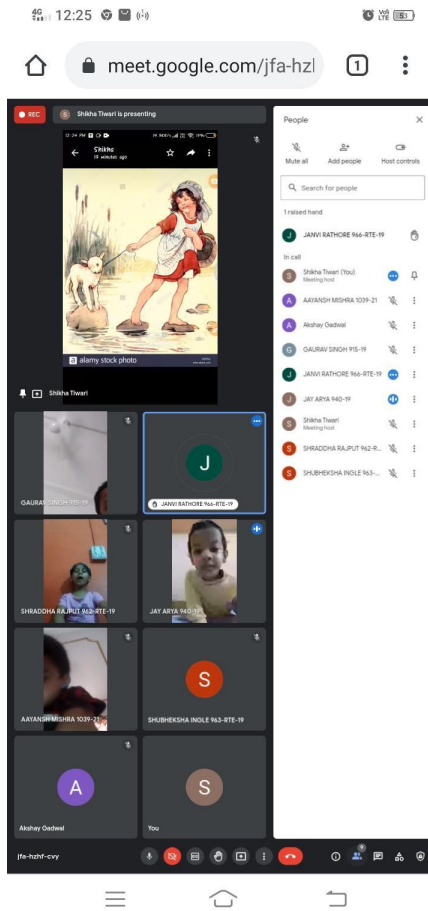 4G 12:25
VoI) LTE 53
meet.google.com/jfa-hzl
1
REC
Shikha Tiwari is presenting
Shikha
19 minutes ago
a alamy stock photo
Shikha Tiwari
GAURAV SINGH 915-19
J
JANVI RATHORE 966-RTE-19
SHRADDHA RAJPUT 962-RTE-19
JAY ARYA 940-19
AAYANSH MISHRA 1039-21
S
SHUBHEKSHA INGLE 963-RTE-19
A
Akshay Gadwal
S
You
jfa-hzhf-cvy
People
Mute all
Add people
Host controls
Search for people
1 raised hand
J JANVI RATHORE 966-RTE-19
In call
S Shikha Tiwari (You)
Meeting host
A AAYANSH MISHRA 1039-21
A Akshay Gadwal
G GAURAV SINGH 915-19
J JANVI RATHORE 966-RTE-19
J JAY ARYA 940-19
S Shikha Tiwari
Meeting host
S SHRADDHA RAJPUT 962-R...
S SHUBHEKSHA INGLE 963-...
9